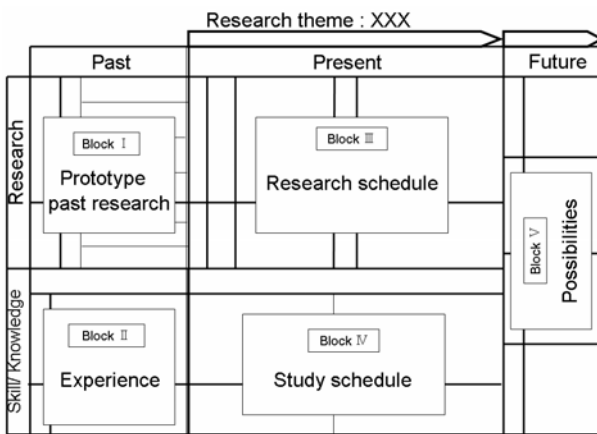 Research theme : XXX
Past
Present
Future
Research
Block Ⅰ
Prototype
past research
Block Ⅲ
Research schedule
Block Ⅴ
Possibilities
Skill/ Knowledge
Block Ⅱ
Experience
Block Ⅳ
Study schedule